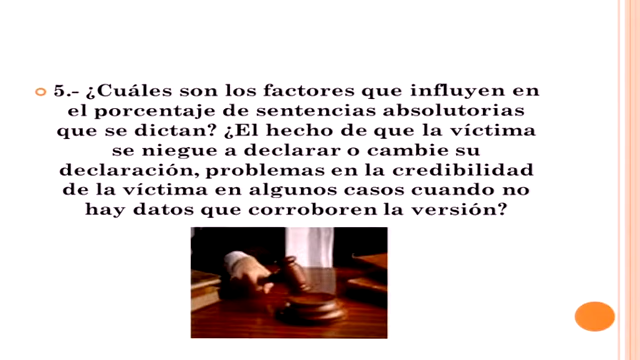 5.- ¿Cuáles son los factores que influyen en
el porcentaje de sentencias absolutorias
que se dictan? ¿El hecho de que la víctima
se niegue a declarar o cambie su
declaración, problemas en la credibilidad
de la víctima en algunos casos cuando no
hay datos que corroboren la versión?